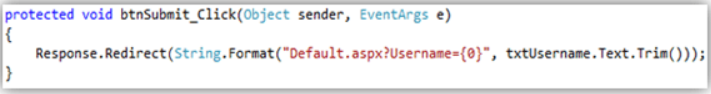 protected void btnSubmit_Click(Object sender, EventArgs e)
{
    Response.Redirect(String.Format("Default.aspx?Username={0}", txtUsername.Text.Trim()));
}